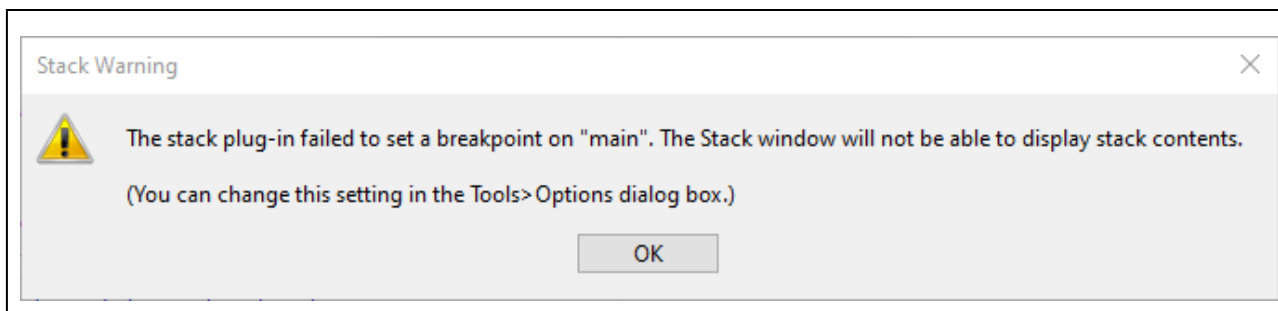 Stack Warning
The stack plug-in failed to set a breakpoint on "main". The Stack window will not be able to display stack contents.
(You can change this setting in the Tools>Options dialog box.)
OK